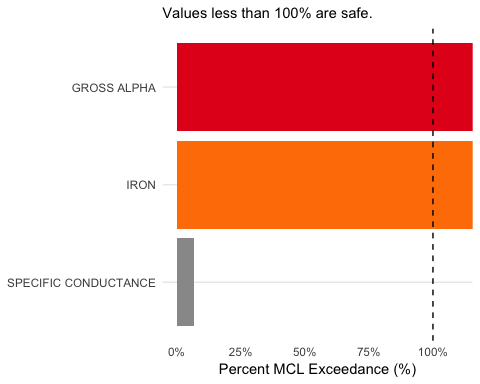 Values less than 100% are safe.
GROSS ALPHA
IRON
SPECIFIC CONDUCTANCE
0% 25% 50% 75% 100%
Percent MCL Exceedance (%)